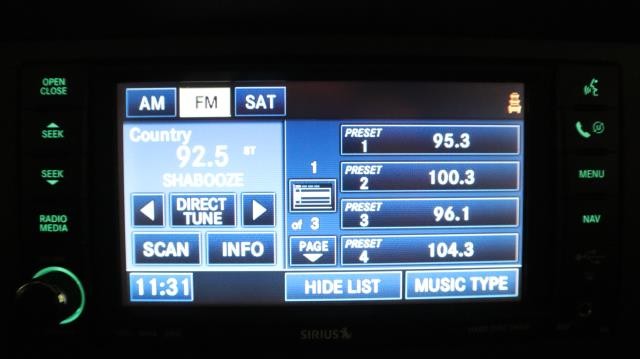 OPEN
CLOSE
SEEK
SEEK
RADIO
MEDIA
AM FM SAT
Country
92.5 ST
SHABOOZE
DIRECT
TUNE
SCAN INFO
11:31
1
of 3
PAGE
PRESET
1
95.3
PRESET
2
100.3
PRESET
3
96.1
PRESET
4
104.3
HIDE LIST
MUSIC TYPE
MENU
NAV
SIRIUS